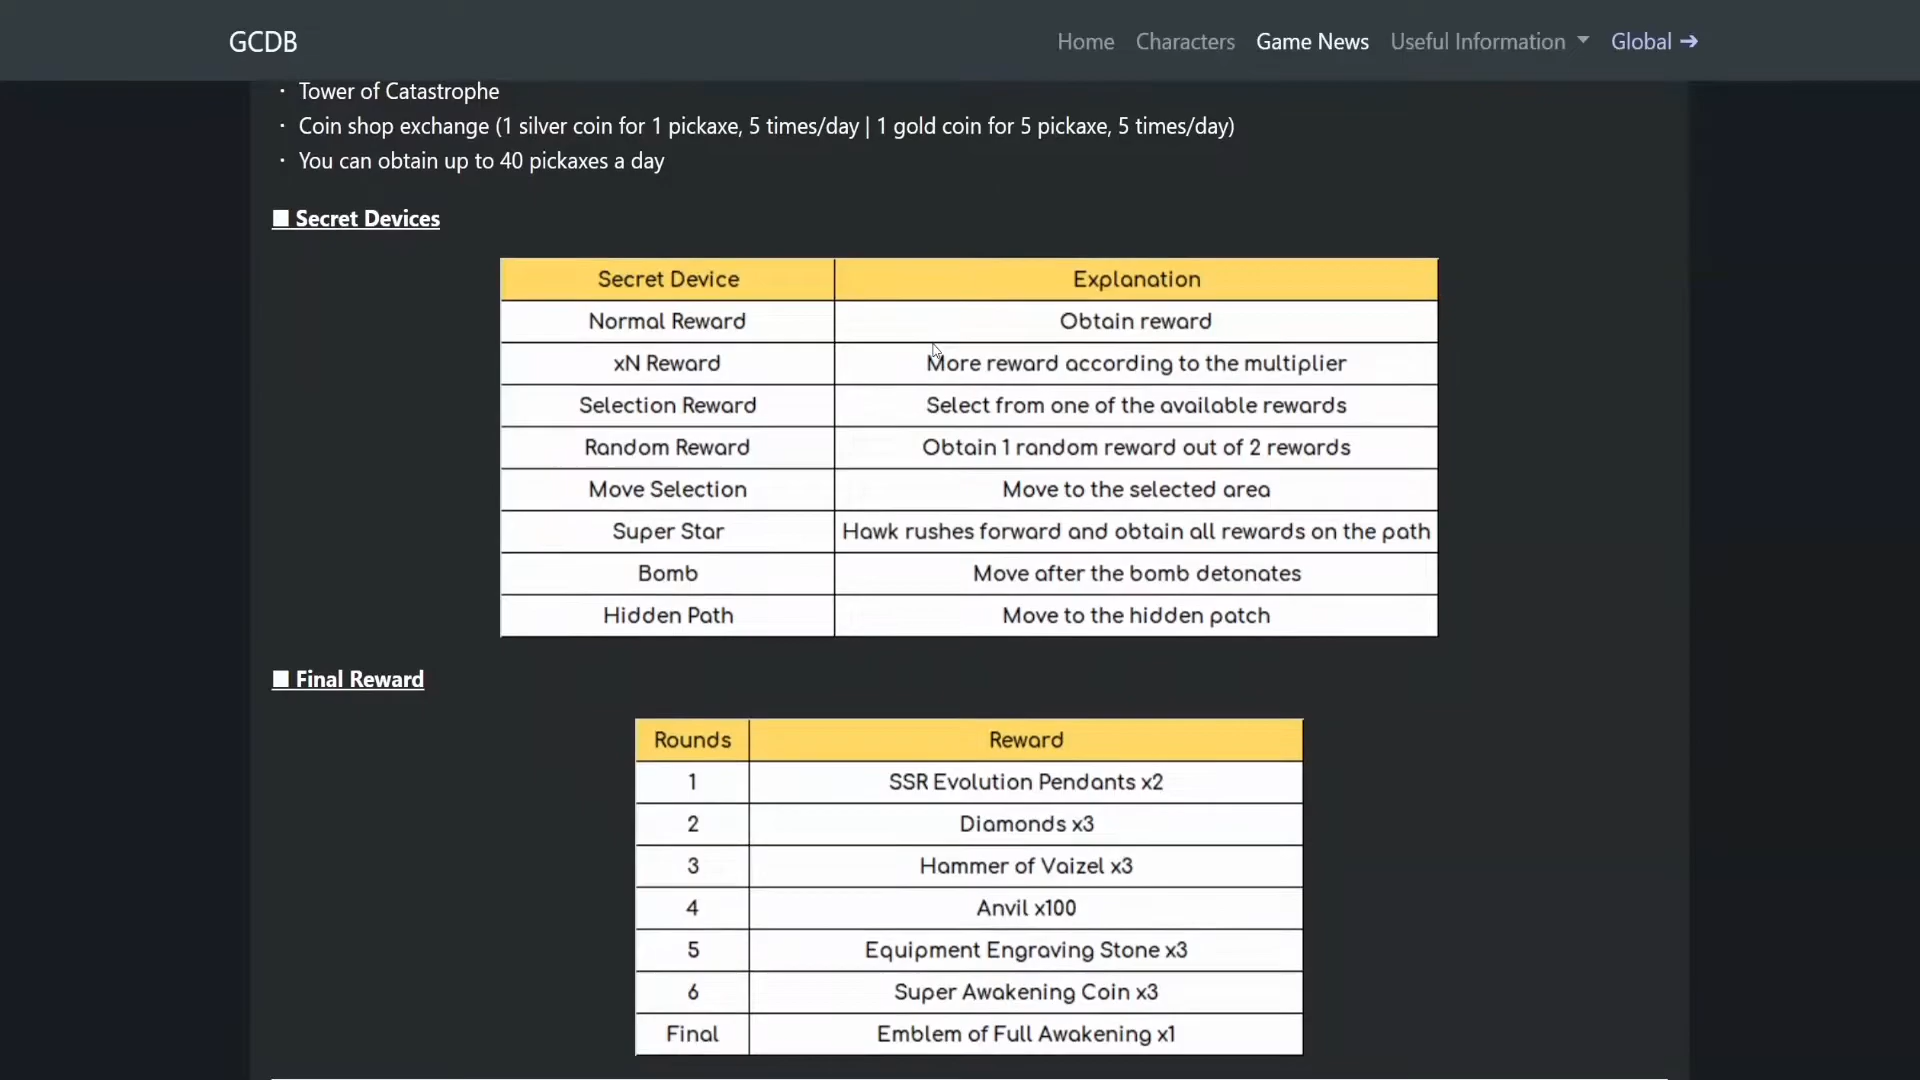 GCDB Home Characters Game News Useful Information Global ➔
· Tower of Catastrophe
· Coin shop exchange (1 silver coin for 1 pickaxe, 5 times/day | 1 gold coin for 5 pickaxe, 5 times/day)
· You can obtain up to 40 pickaxes a day
■ Secret Devices
Secret Device Explanation
Normal Reward Obtain reward
xN Reward More reward according to the multiplier
Selection Reward Select from one of the available rewards
Random Reward Obtain 1 random reward out of 2 rewards
Move Selection Move to the selected area
Super Star Hawk rushes forward and obtain all rewards on the path
Bomb Move after the bomb detonates
Hidden Path Move to the hidden patch
■ Final Reward
Rounds Reward
1 SSR Evolution Pendants x2
2 Diamonds x3
3 Hammer of Vaizel x3
4 Anvil x100
5 Equipment Engraving Stone x3
6 Super Awakening Coin x3
Final Emblem of Full Awakening x1